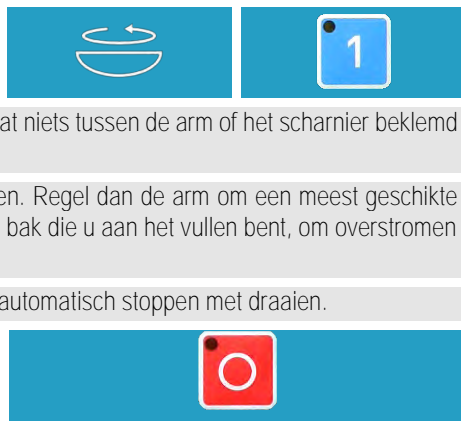 1
at niets tussen de arm of het scharnier beklemd
en. Regel dan de arm om een meest geschikte
bak die u aan het vullen bent, om overstromen
automatisch stoppen met draaien.